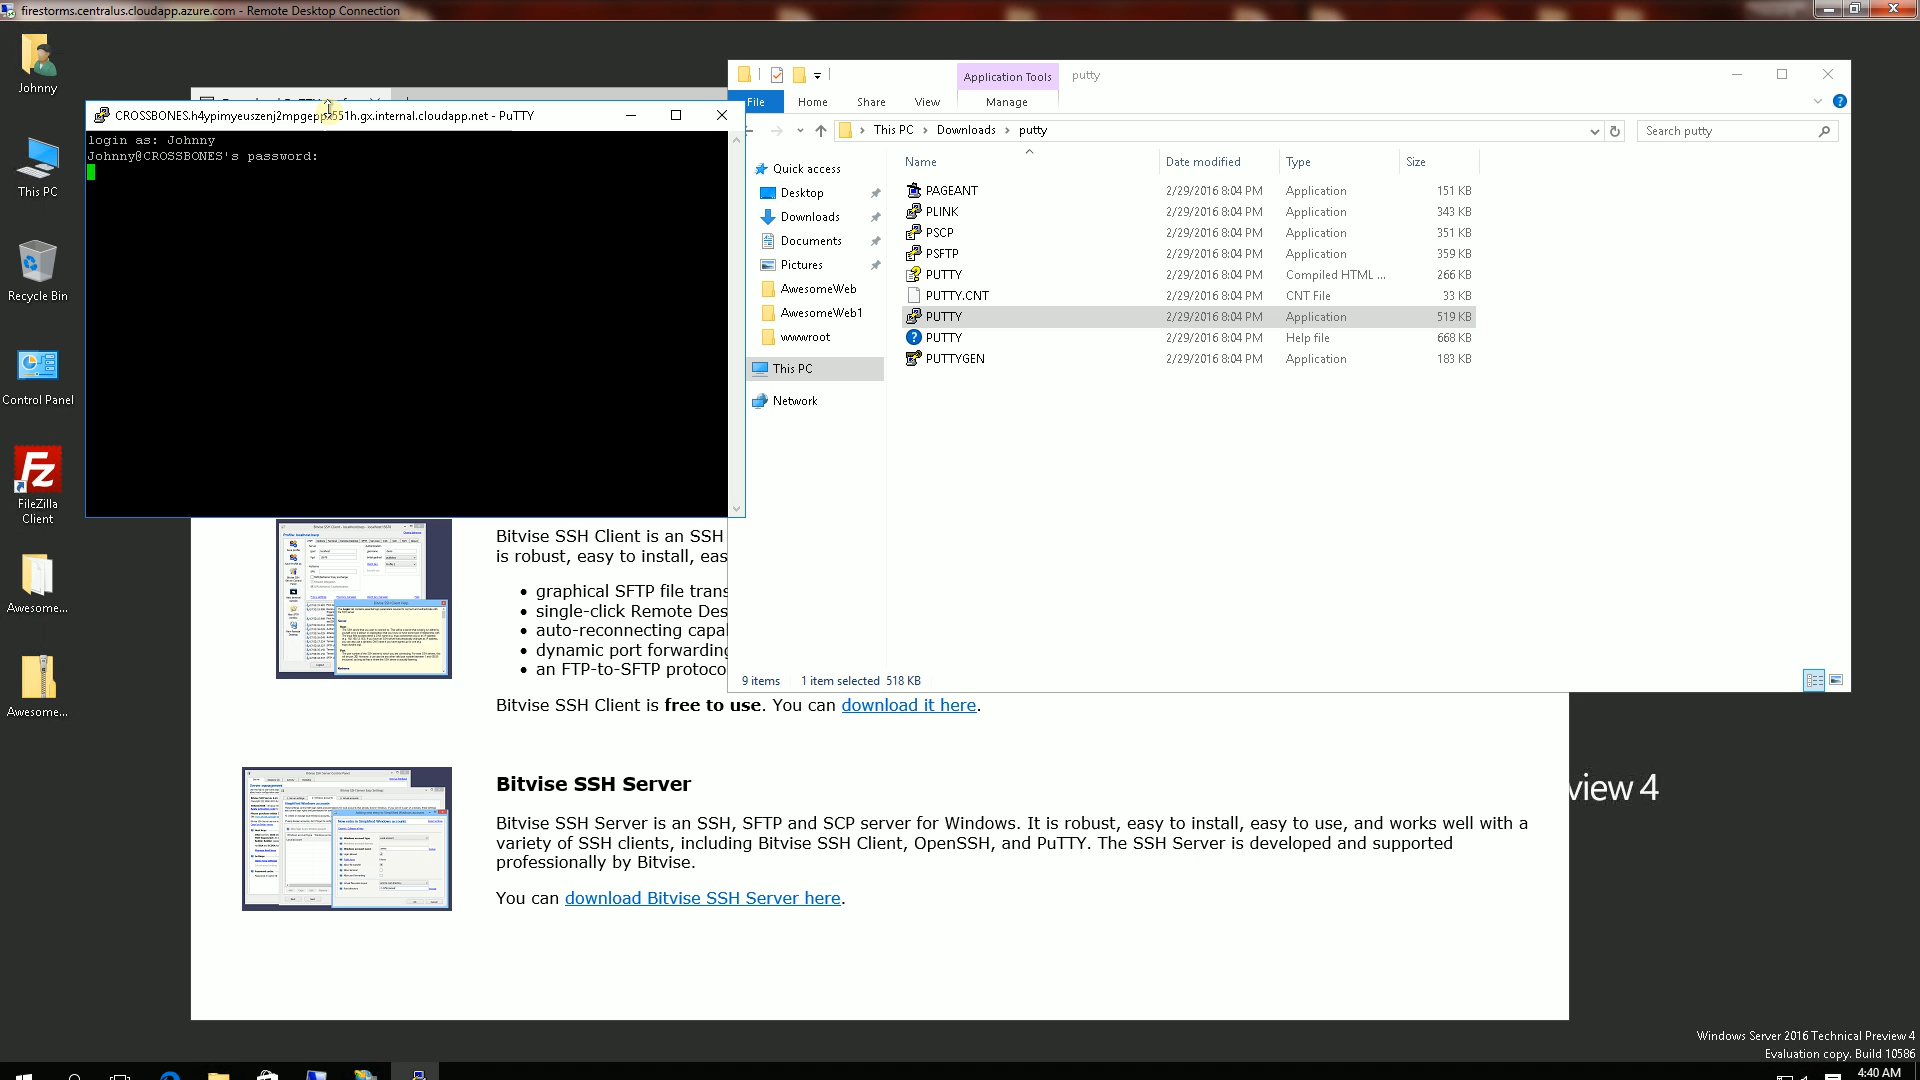 firestorms.centralus.cloudapp.azure.com - Remote Desktop Connection
Johnny
This PC
Recycle Bin
Control Panel
FileZilla
Client
Awesome...
Awesome...
login as: Johnny
Johnny@CROSSBONES's password:
Application Tools
putty
File
Home
Share
View
Manage
This PC
Downloads
putty
Search putty
Quick access
Desktop
Downloads
Documents
Pictures
AwesomeWeb
AwesomeWeb1
wwwroot
This PC
Network
Name Date modified Type Size
PAGEANT 2/29/2016 8:04 PM Application 151 KB
PLINK 2/29/2016 8:04 PM Application 343 KB
PSCP 2/29/2016 8:04 PM Application 351 KB
PSFTP 2/29/2016 8:04 PM Application 359 KB
PUTTY 2/29/2016 8:04 PM Compiled HTML ... 266 KB
PUTTY.CNT 2/29/2016 8:04 PM CNT File 33 KB
PUTTY 2/29/2016 8:04 PM Application 519 KB
PUTTY 2/29/2016 8:04 PM Help file 668 KB
PUTTYGEN 2/29/2016 8:04 PM Application 183 KB
9 items 1 item selected 518 KB
Bitvise SSH Client is an SSH
is robust, easy to install, eas
• graphical SFTP file trans
• single-click Remote Des
• auto-reconnecting capa
• dynamic port forwarding
• an FTP-to-SFTP protoco
Bitvise SSH Client is free to use. You can download it here.
Bitvise SSH Server
Bitvise SSH Server is an SSH, SFTP and SCP server for Windows. It is robust, easy to install, easy to use, and works well with a
variety of SSH clients, including Bitvise SSH Client, OpenSSH, and PuTTY. The SSH Server is developed and supported
professionally by Bitvise.
You can download Bitvise SSH Server here.
view 4
Windows Server 2016 Technical Preview 4
Evaluation copy. Build 10586
4:40 AM